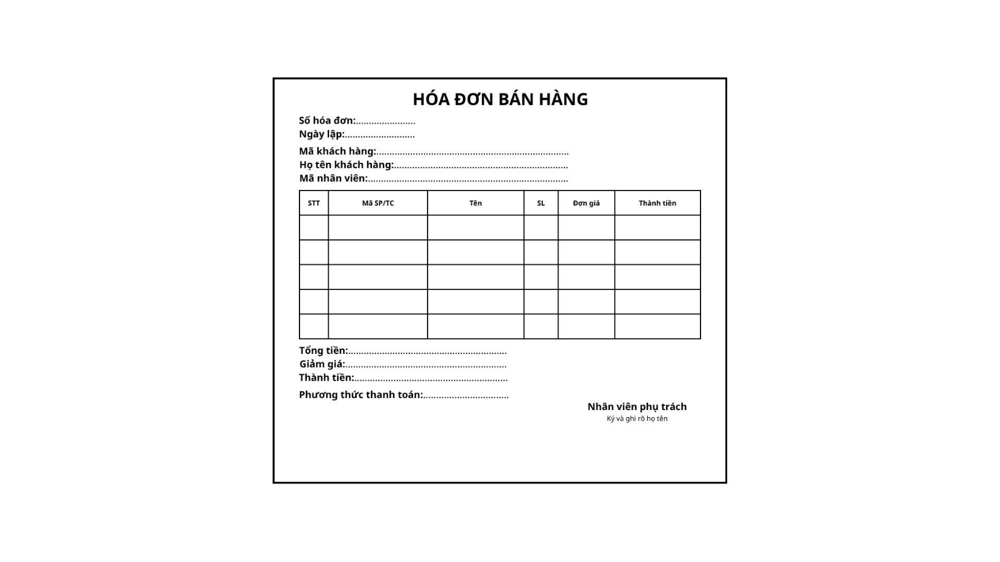 HÓA ĐƠN BÁN HÀNG
Số hóa đơn:.......................
Ngày lập:...........................
Mã khách hàng:..........................................................................
Họ tên khách hàng:...................................................................
Mã nhân viên:.............................................................................
STT Mã SP/TC Tên SL Đơn giá Thành tiền
Tổng tiền:.............................................................
Giảm giá:..............................................................
Thành tiền:...........................................................
Phương thức thanh toán:.................................
Nhân viên phụ trách
Ký và ghi rõ họ tên